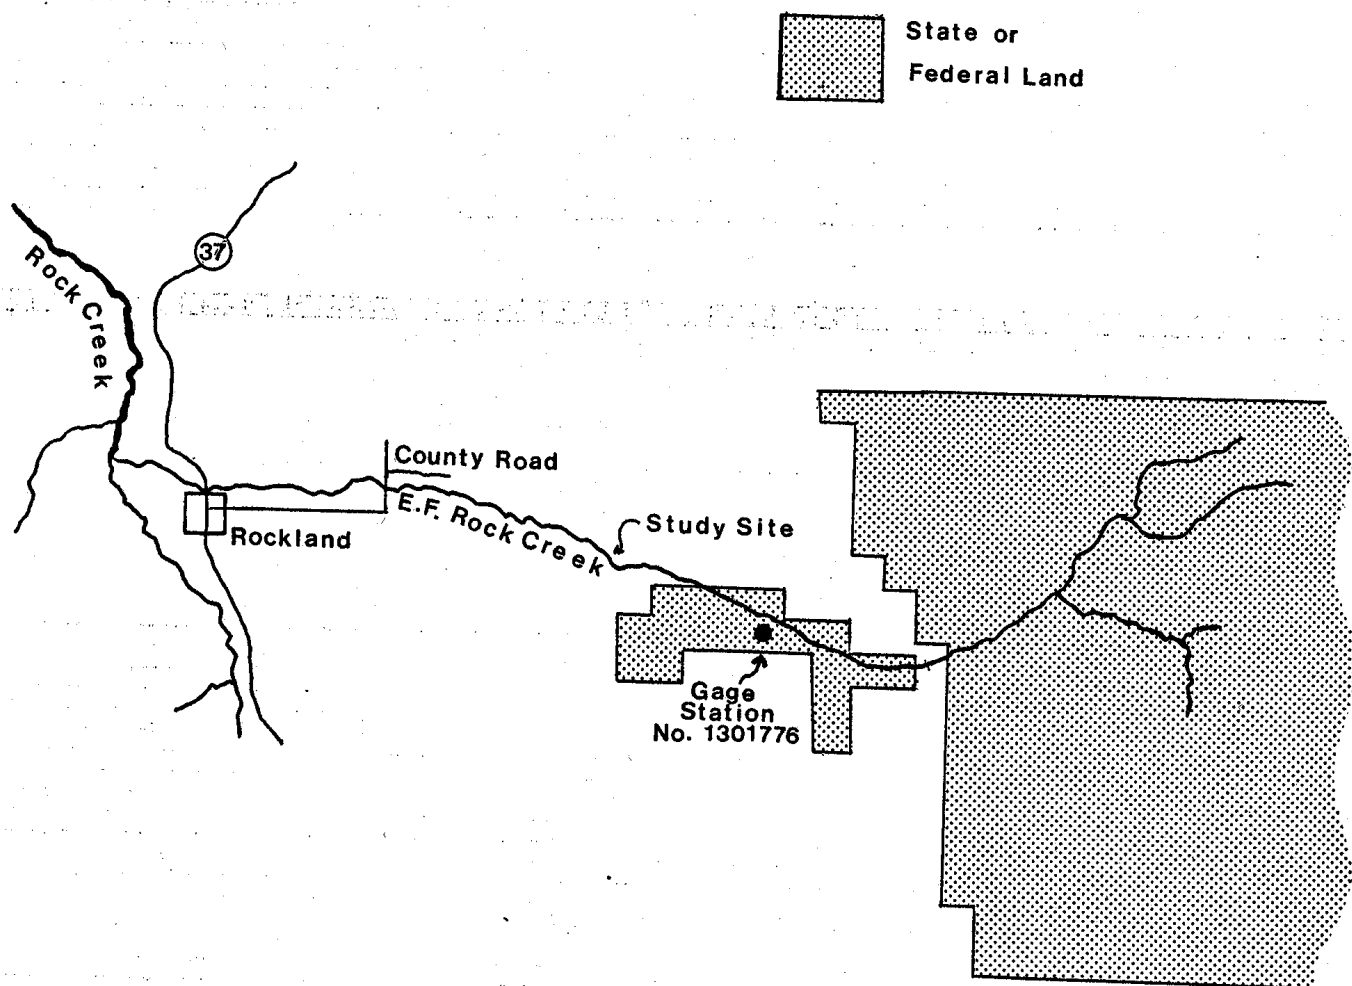 State or
Federal Land
37
Rock Creek
County Road
E.F. Rock Creek
Study Site
Rockland
Gage
Station
No. 1301776